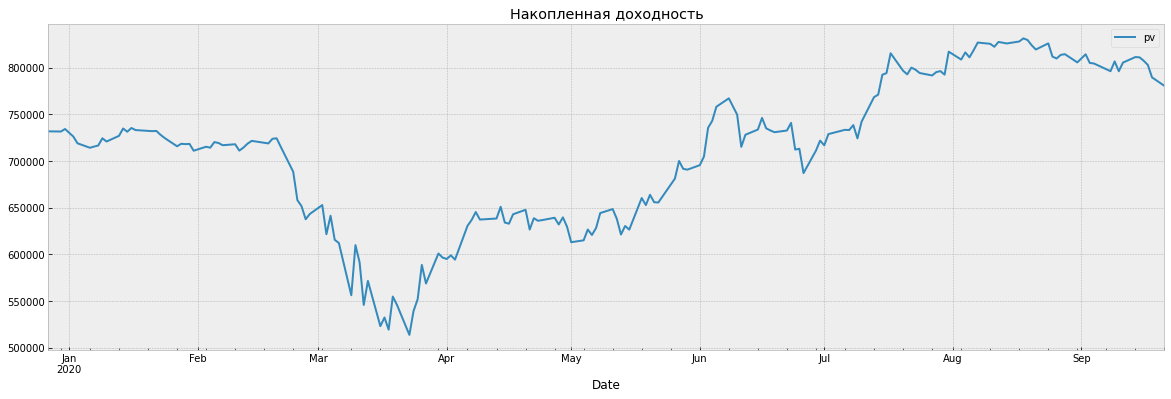 Накопленная доходность
pv
800000
750000
700000
650000
600000
550000
500000
Jan Feb Mar Apr May Jun Jul Aug Sep
2020
Date